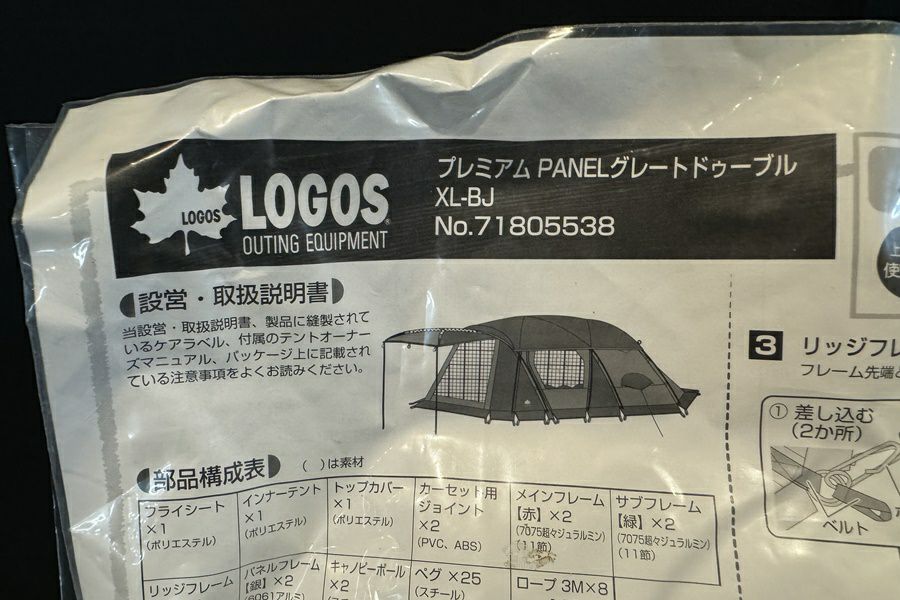 LOGOS
LOGOS
OUTING EQUIPMENT
プレミアム PANELグレートドゥーブル
XL-BJ
No.71805538
設営・取扱説明書
当設営・取扱説明書、製品に縫製されて
いるケアラベル、付属のテントオーナー
ズマニュアル、パッケージ上に記載され
ている注意事項をよくお読みください。
部品構成表
( )は素材
フライシート
×1
(ポリエステル)
インナーテント
×1
(ポリエステル)
トップカバー
×1
(ポリエステル)
カーセット用
ジョイント
×2
(PVC、ABS)
メインフレーム
【赤】×2
(7075超々ジュラルミン)
(11節)
サブフレーム
【緑】×2
(7075超々ジュラルミン)
(11節)
リッジフレーム
パネルフレーム
【銀】×2
(6061アルミ
キャノピーポール
×2
ペグ ×25
(スチール)
ロープ 3M×8
上
使
3 リッジフレ
フレーム先端と
① 差し込む
(2か所)
ベルト